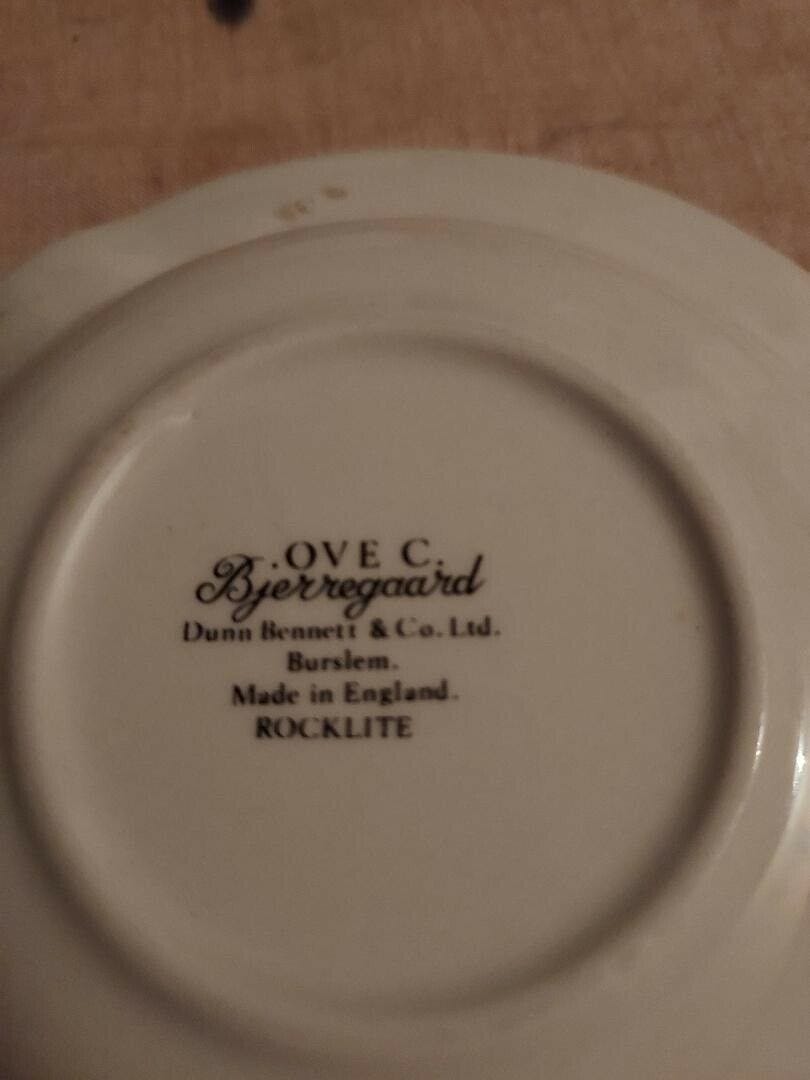 .OVE C.
Bjerregaard
Dunn Bennett & Co. Ltd.
Burslem.
Made in England.
ROCKLITE